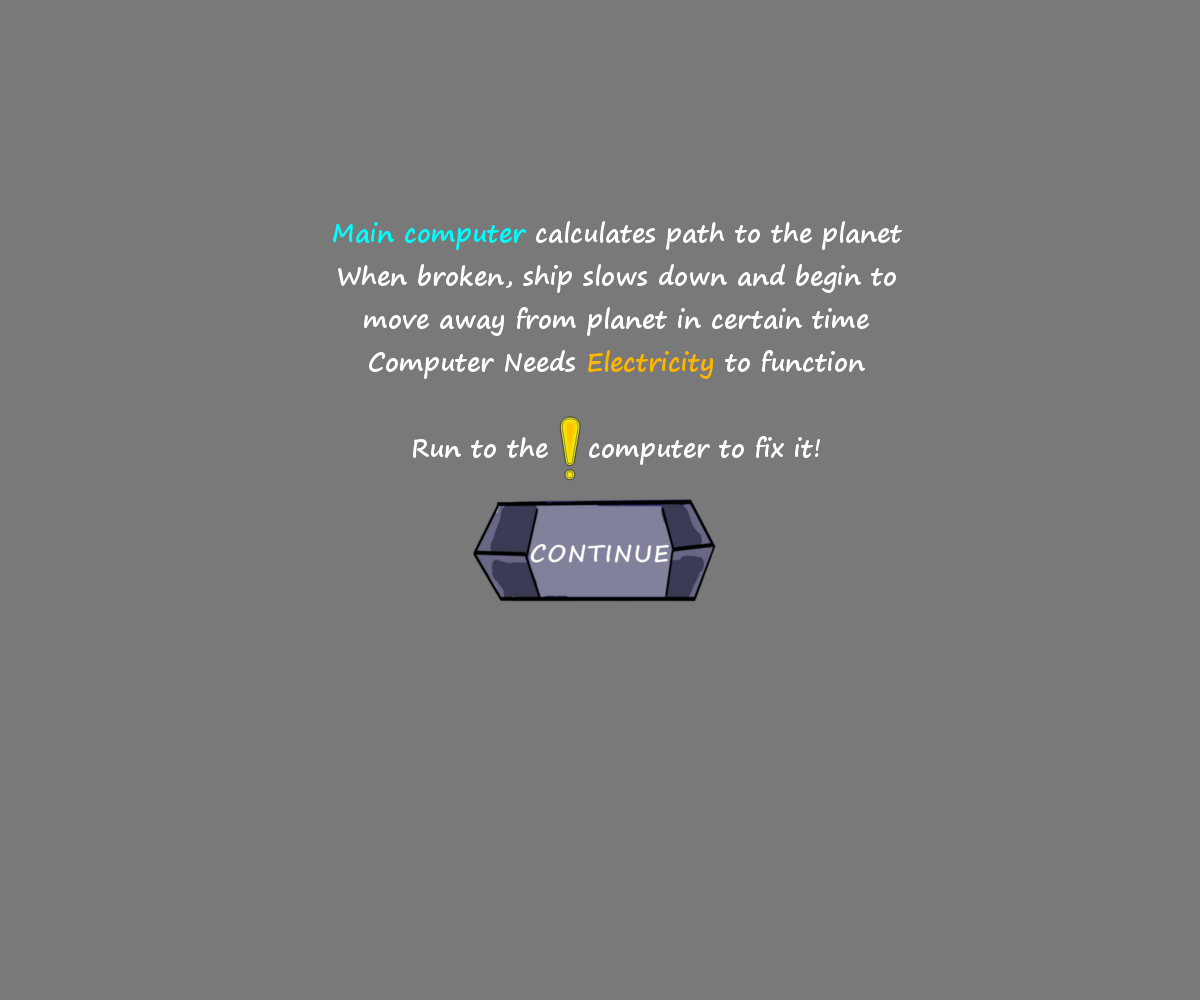 Main computer calculates path to the planet
When broken, ship slows down and begin to
move away from planet in certain time
Computer Needs Electricity to function
Run to the ! computer to fix it!
CONTINUE